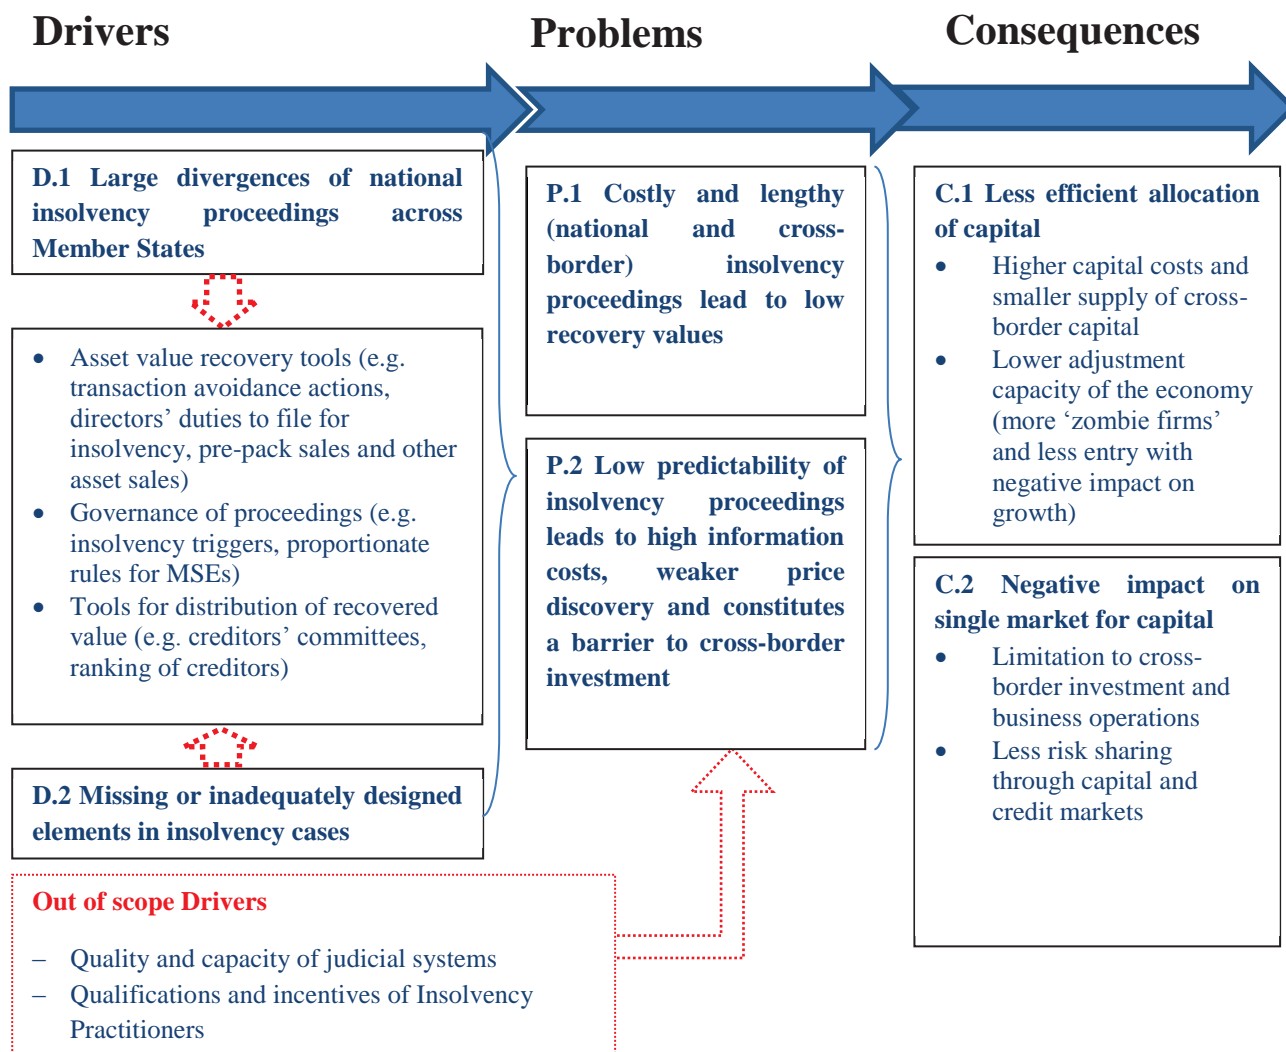 Drivers
Problems
Consequences
D.1 Large divergences of national
insolvency proceedings across
Member States
• Asset value recovery tools (e.g.
transaction avoidance actions,
directors’ duties to file for
insolvency, pre-pack sales and other
asset sales)
• Governance of proceedings (e.g.
insolvency triggers, proportionate
rules for MSEs)
• Tools for distribution of recovered
value (e.g. creditors’ committees,
ranking of creditors)
D.2 Missing or inadequately designed
elements in insolvency cases
Out of scope Drivers
– Quality and capacity of judicial systems
– Qualifications and incentives of Insolvency
Practitioners
P.1 Costly and lengthy
(national and cross-
border) insolvency
proceedings lead to low
recovery values
P.2 Low predictability of
insolvency proceedings
leads to high information
costs, weaker price
discovery and constitutes
a barrier to cross-border
investment
C.1 Less efficient allocation
of capital
• Higher capital costs and
smaller supply of cross-
border capital
• Lower adjustment
capacity of the economy
(more ‘zombie firms’
and less entry with
negative impact on
growth)
C.2 Negative impact on
single market for capital
• Limitation to cross-
border investment and
business operations
• Less risk sharing
through capital and
credit markets